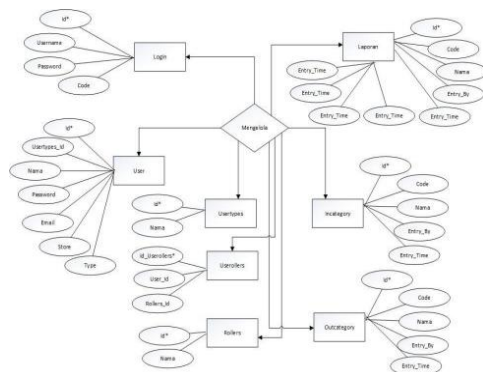 Id*
Username
Password
Code
Login
Laporan
Id*
Code
Nama
Entry_By
Entry_Time
Entry_Time
Entry_Time
Entry_Time
Entry_Time
Mengelola
Id*
Usertypes_Id
Nama
Password
Email
Store
Type
User
Id*
Nama
Usertypes
id_Userollers*
User_Id
Rollers_Id
Userollers
Id*
Nama
Rollers
Id*
Code
Nama
Entry_By
Entry_Time
Incategory
Id*
Code
Nama
Entry_By
Entry_Time
Outcategory